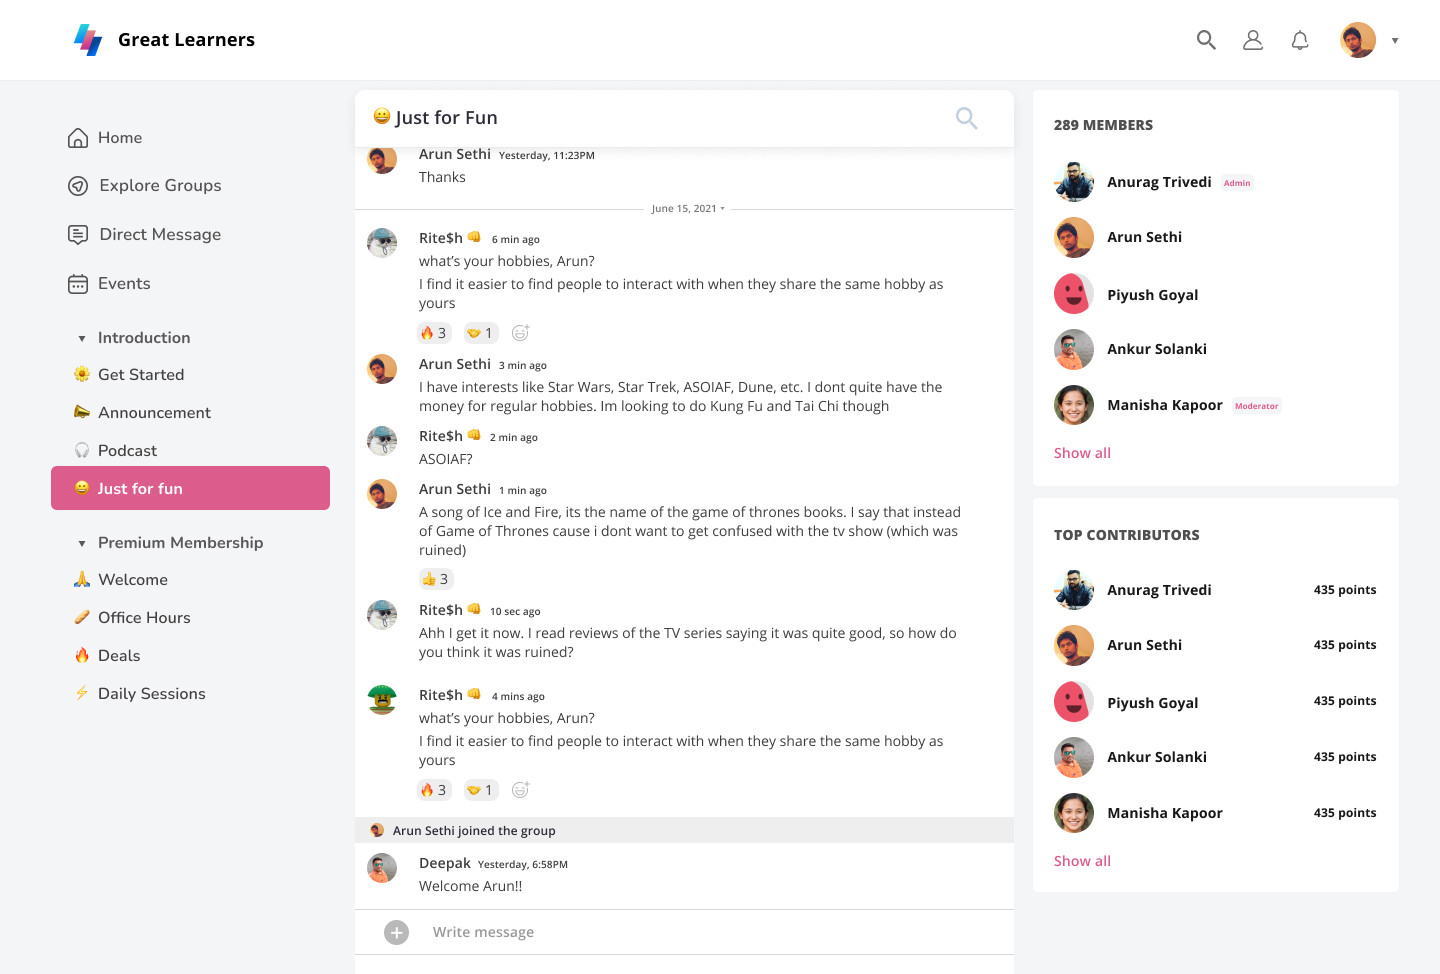 Great Learners
Home
Explore Groups
Direct Message
Events
Introduction
Get Started
Announcement
Podcast
Just for fun
Premium Membership
Welcome
Office Hours
Deals
Daily Sessions
Just for Fun
Arun Sethi Yesterday, 11:23PM
Thanks
June 15, 2021
Rite$h 6 min ago
what's your hobbies, Arun?
I find it easier to find people to interact with when they share the same hobby as
yours
3 1
Arun Sethi 3 min ago
I have interests like Star Wars, Star Trek, ASOIAF, Dune, etc. I dont quite have the
money for regular hobbies. Im looking to do Kung Fu and Tai Chi though
Rite$h 2 min ago
ASOIAF?
Arun Sethi 1 min ago
A song of Ice and Fire, its the name of the game of thrones books. I say that instead
of Game of Thrones cause i dont want to get confused with the tv show (which was
ruined)
3
Rite$h 10 sec ago
Ahh I get it now. I read reviews of the TV series saying it was quite good, so how do
you think it was ruined?
Rite$h 4 mins ago
what's your hobbies, Arun?
I find it easier to find people to interact with when they share the same hobby as
yours
3 1
Arun Sethi joined the group
Deepak Yesterday, 6:58PM
Welcome Arun!!
Write message
289 MEMBERS
Anurag Trivedi Admin
Arun Sethi
Piyush Goyal
Ankur Solanki
Manisha Kapoor Moderator
Show all
TOP CONTRIBUTORS
Anurag Trivedi 435 points
Arun Sethi 435 points
Piyush Goyal 435 points
Ankur Solanki 435 points
Manisha Kapoor 435 points
Show all